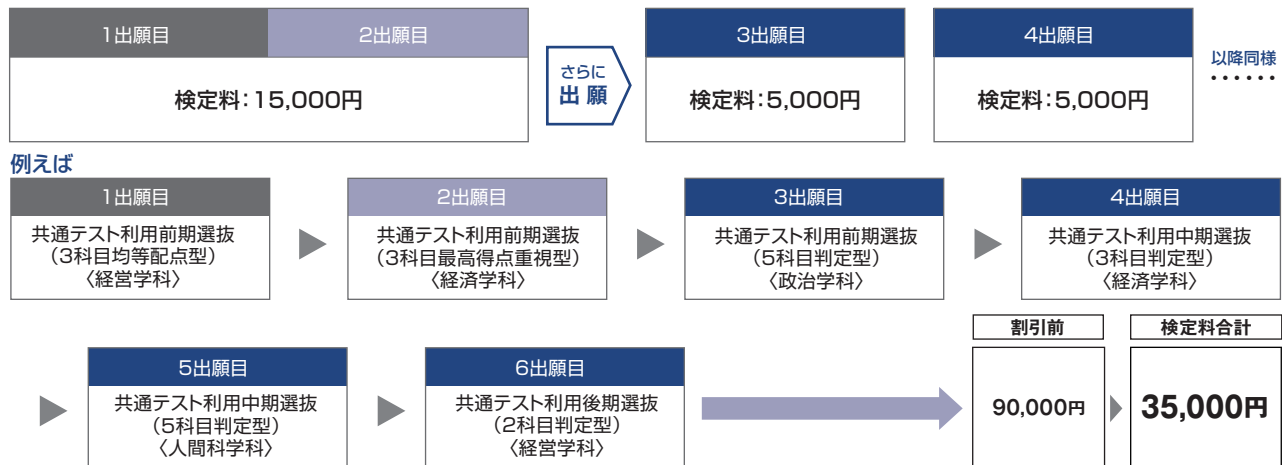 1出願目
2出願目
検定料：15,000円
さらに
出願
3出願目
検定料：5,000円
4出願目
検定料：5,000円
以降同様
・・・・・・
例えば
1出願目
共通テスト利用前期選抜
（3科目均等配点型）
〈経営学科〉
2出願目
共通テスト利用前期選抜
（3科目最高得点重視型）
〈経済学科〉
3出願目
共通テスト利用前期選抜
（5科目判定型）
〈政治学科〉
4出願目
共通テスト利用中期選抜
（3科目判定型）
〈経済学科〉
5出願目
共通テスト利用中期選抜
（5科目判定型）
〈人間科学科〉
6出願目
共通テスト利用後期選抜
（2科目判定型）
〈経営学科〉
割引前
90,000円
検定料合計
35,000円